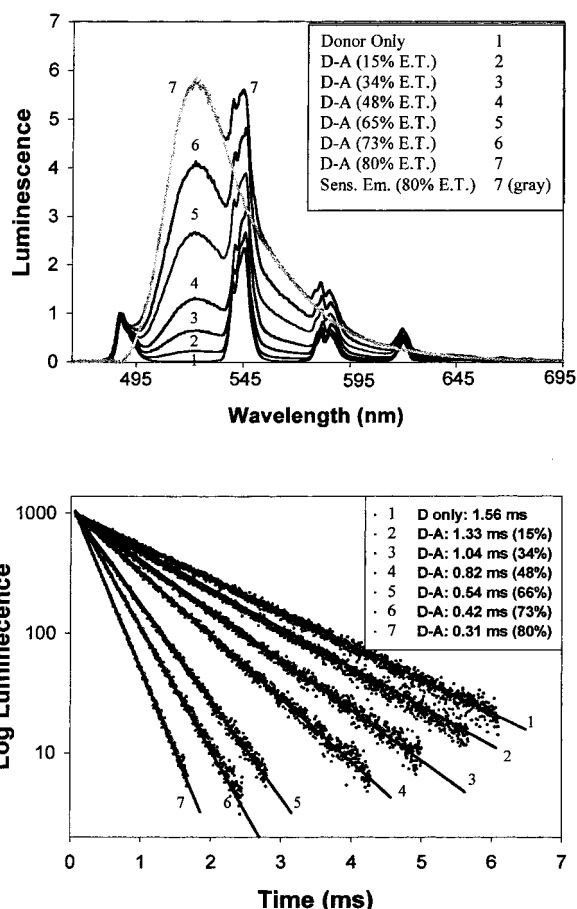 7
6
5
4
3
2
1
0
Luminescence
Donor Only 1
D-A (15% E.T.) 2
D-A (34% E.T.) 3
D-A (48% E.T.) 4
D-A (65% E.T.) 5
D-A (73% E.T.) 6
D-A (80% E.T.) 7
Sens. Em. (80% E.T.) 7 (gray)
7 7
6
5
4
3
2
1
495 545 595 645 695
Wavelength (nm)
1000
100
10
Log Luminecence
1 D only: 1.56 ms
2 D-A: 1.33 ms (15%)
3 D-A: 1.04 ms (34%)
4 D-A: 0.82 ms (48%)
5 D-A: 0.54 ms (66%)
6 D-A: 0.42 ms (73%)
7 D-A: 0.31 ms (80%)
7 6 5 4 3 2 1
0 1 2 3 4 5 6 7
Time (ms)